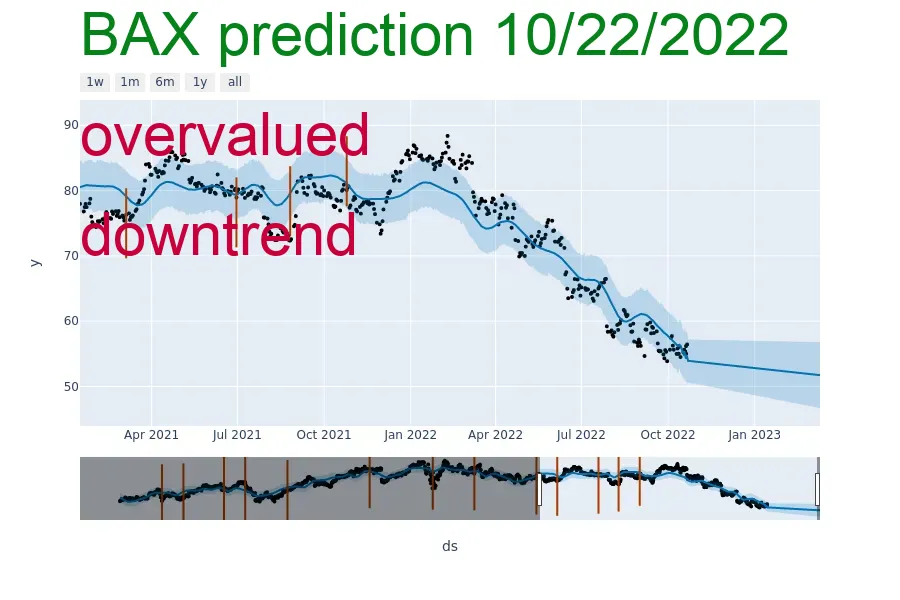 BAX prediction 10/22/2022
1w 1m 6m 1y all
overvalued
downtrend
90
80
70
60
50
y
Apr 2021 Jul 2021 Oct 2021 Jan 2022 Apr 2022 Jul 2022 Oct 2022 Jan 2023
ds